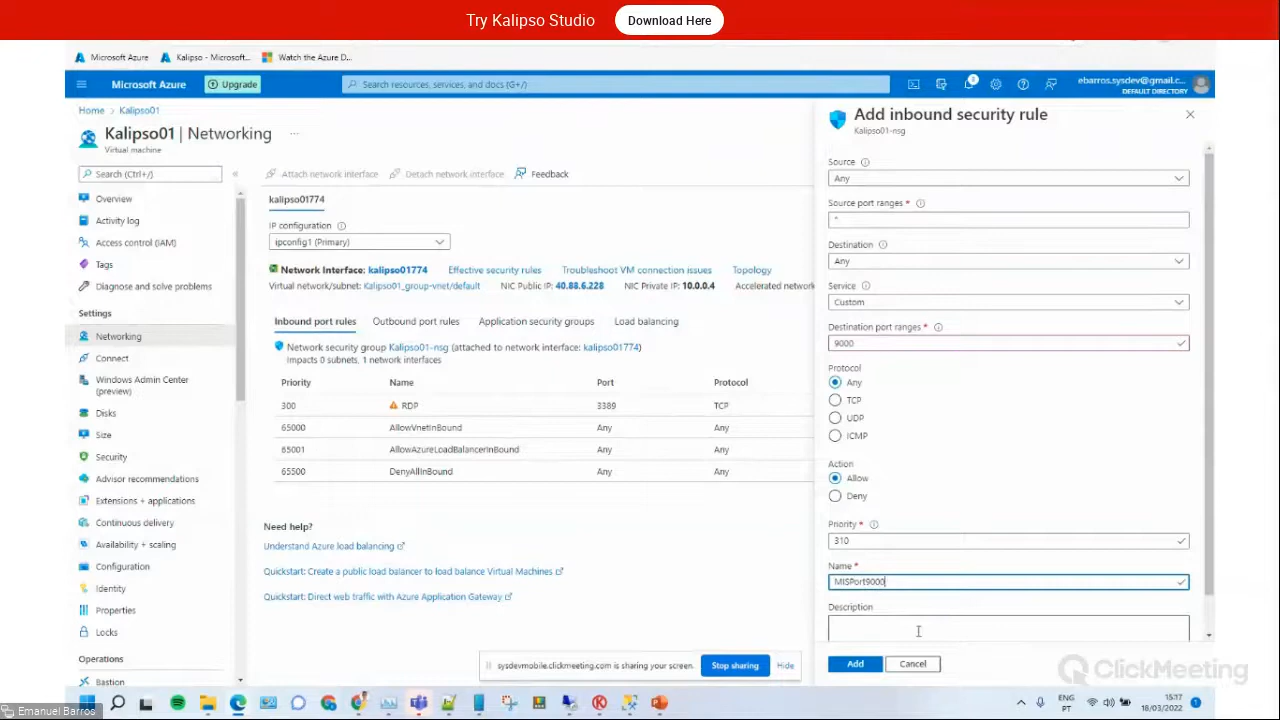 Try Kalipso Studio
Download Here
Microsoft Azure
Kalipso - Microsoft...
Watch the Azure D...
Microsoft Azure
Upgrade
Search resources, services, and docs (G+/)
1
ebarros.sysdev@gmail.c...
DEFAULT DIRECTORY
Home > Kalipso01
Kalipso01 | Networking ...
Virtual machine
Search (Ctrl+/)
Overview
Activity log
Access control (IAM)
Tags
Diagnose and solve problems
Settings
Networking
Connect
Windows Admin Center
(preview)
Disks
Size
Security
Advisor recommendations
Extensions + applications
Continuous delivery
Availability + scaling
Configuration
Identity
Properties
Locks
Operations
Bastion
Attach network interface
Detach network interface
Feedback
kalipso01774
IP configuration
ipconfig1 (Primary)
Network Interface: kalipso01774
Effective security rules
Troubleshoot VM connection issues
Topology
Virtual network/subnet: Kalipso01_group-vnet/default
NIC Public IP: 40.88.6.228
NIC Private IP: 10.0.0.4
Accelerated network
Inbound port rules
Outbound port rules
Application security groups
Load balancing
Network security group Kalipso01-nsg (attached to network interface: kalipso01774)
Impacts 0 subnets, 1 network interfaces
Priority Name Port Protocol
300 RDP 3389 TCP
65000 AllowVnetInBound Any Any
65001 AllowAzureLoadBalancerInBound Any Any
65500 DenyAllInBound Any Any
Need help?
Understand Azure load balancing
Quickstart: Create a public load balancer to load balance Virtual Machines
Quickstart: Direct web traffic with Azure Application Gateway
Add inbound security rule
Kalipso01-nsg
Source
Any
Source port ranges *
*
Destination
Any
Service
Custom
Destination port ranges *
9000
Protocol
Any
TCP
UDP
ICMP
Action
Allow
Deny
Priority *
310
Name *
MISPort9000
Description
Add
Cancel
sysdevmobile.clickmeeting.com is sharing your screen.
Stop sharing
Hide
ClickMeeting
Emanuel Barros
ENG
PT
15:17
18/03/2022
1